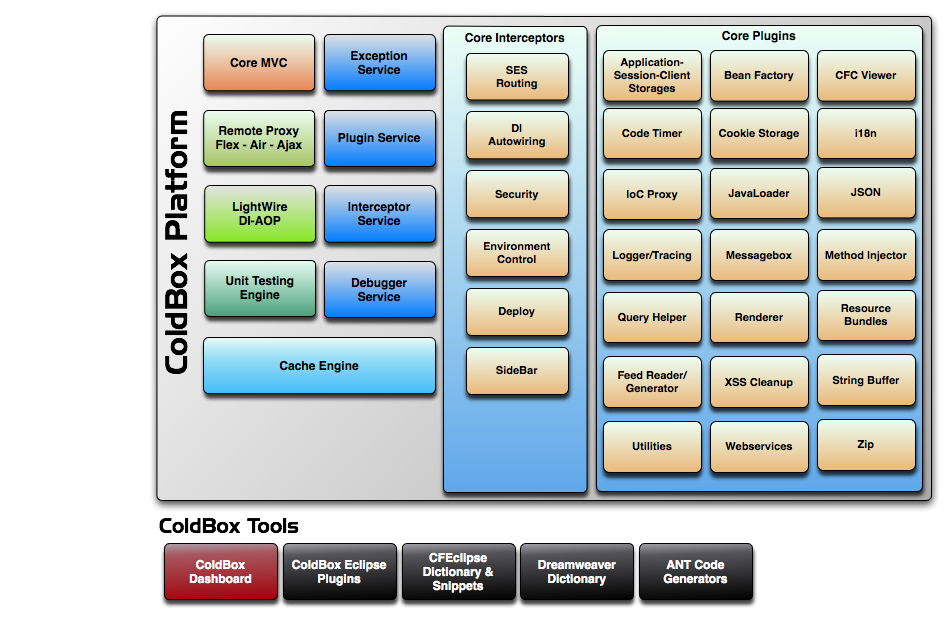 ColdBox Platform
Core MVC
Exception
Service
Remote Proxy
Flex - Air - Ajax
Plugin Service
LightWire
DI-AOP
Interceptor
Service
Unit Testing
Engine
Debugger
Service
Cache Engine
Core Interceptors
SES
Routing
DI
Autowiring
Security
Environment
Control
Deploy
SideBar
Core Plugins
Application-
Session-Client
Storages
Bean Factory
CFC Viewer
Code Timer
Cookie Storage
i18n
IoC Proxy
JavaLoader
JSON
Logger/Tracing
Messagebox
Method Injector
Query Helper
Renderer
Resource
Bundles
Feed Reader/
Generator
XSS Cleanup
String Buffer
Utilities
Webservices
Zip
ColdBox Tools
ColdBox
Dashboard
ColdBox Eclipse
Plugins
CFEclipse
Dictionary &
Snippets
Dreamweaver
Dictionary
ANT Code
Generators